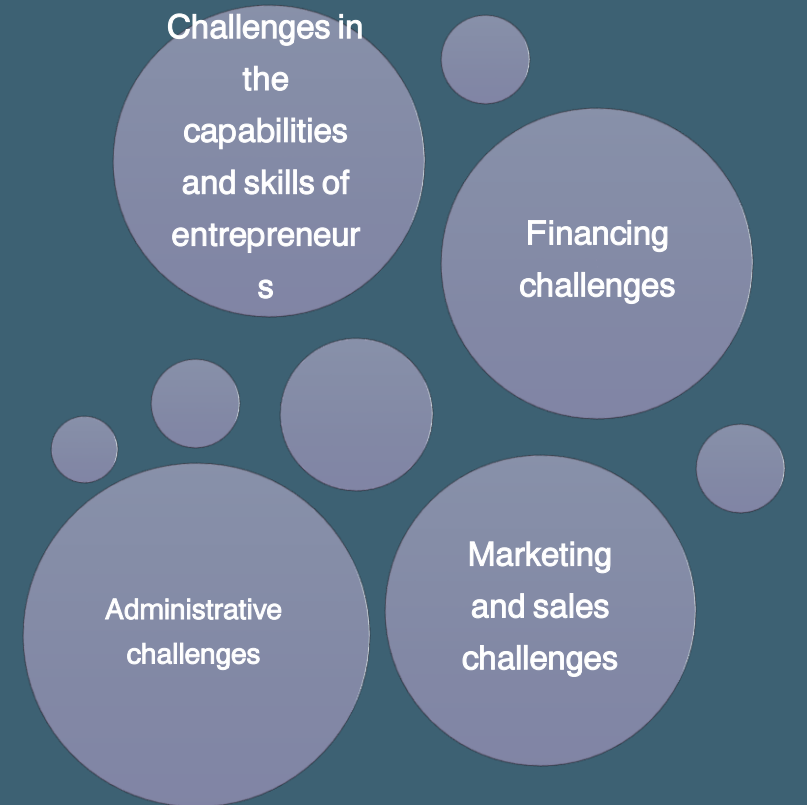 Challenges in
the
capabilities
and skills of
entrepreneur
s
Financing
challenges
Administrative
challenges
Marketing
and sales
challenges